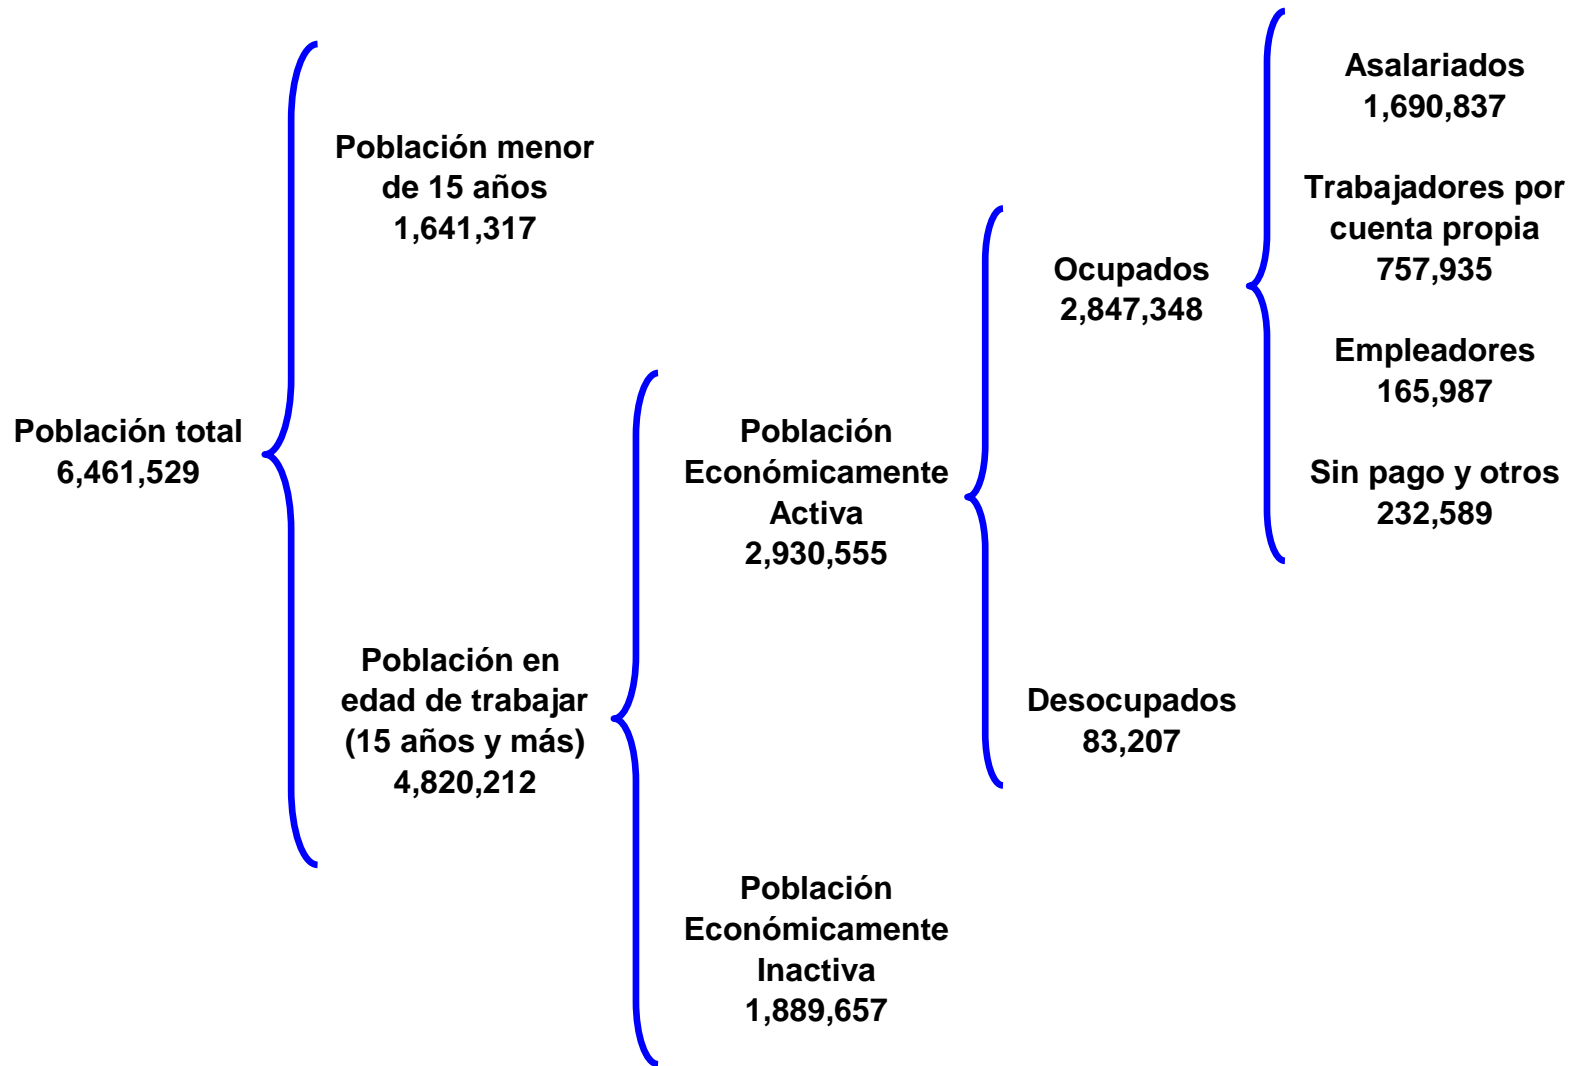 Población total
6,461,529
Población menor
de 15 años
1,641,317
Población en
edad de trabajar
(15 años y más)
4,820,212
Población
Económicamente
Activa
2,930,555
Población
Económicamente
Inactiva
1,889,657
Ocupados
2,847,348
Desocupados
83,207
Asalariados
1,690,837
Trabajadores por
cuenta propia
757,935
Empleadores
165,987
Sin pago y otros
232,589